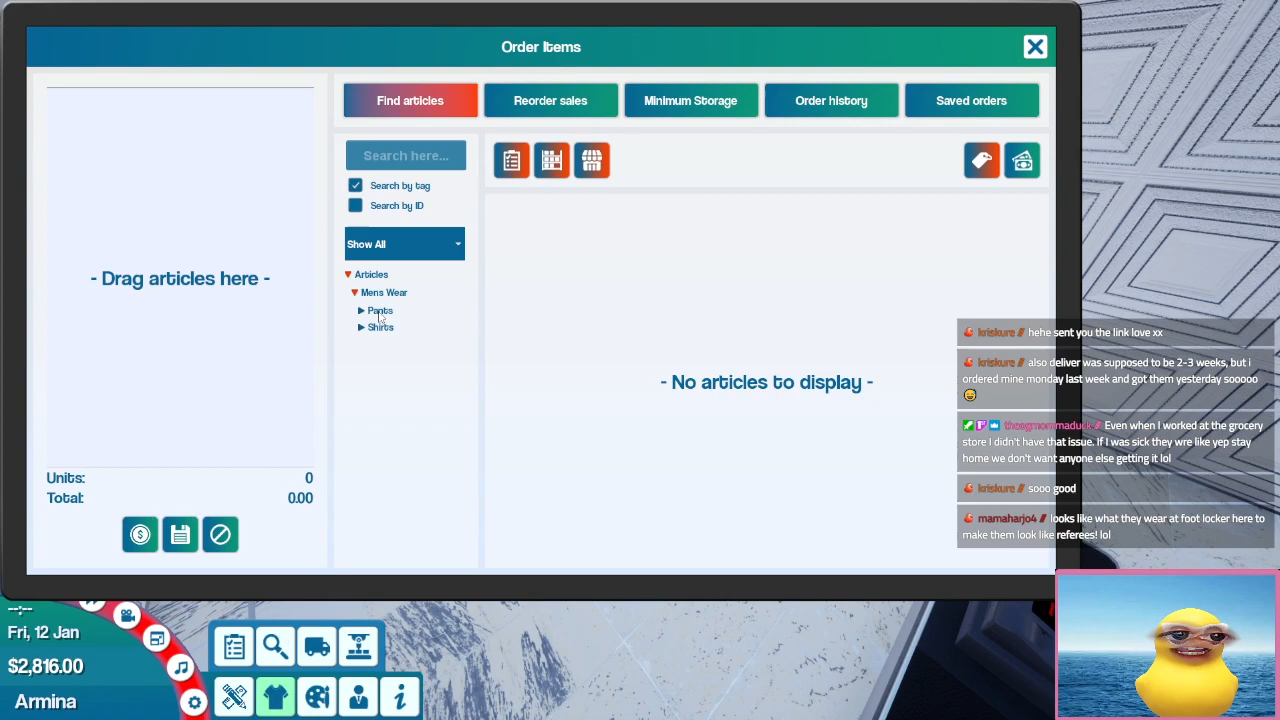 Order Items
Find articles
Reorder sales
Minimum Storage
Order history
Saved orders
Search here...
Search by tag
Search by ID
Show All
Articles
Mens Wear
Pants
Shirts
- Drag articles here -
- No articles to display -
Units: 0
Total: 0.00
kriskure // hehe sent you the link love xx
kriskure // also deliver was supposed to be 2-3 weeks, but i
ordered mine monday last week and got them yesterday sooooo
theogmommaduck // Even when I worked at the grocery
store I didn't have that issue. If I was sick they wre like yep stay
home we don't want anyone else getting it lol
kriskure // sooo good
mamaharjo4 // looks like what they wear at foot locker here to
make them look like referees! lol
--:--
Fri, 12 Jan
$2,816.00
Armina